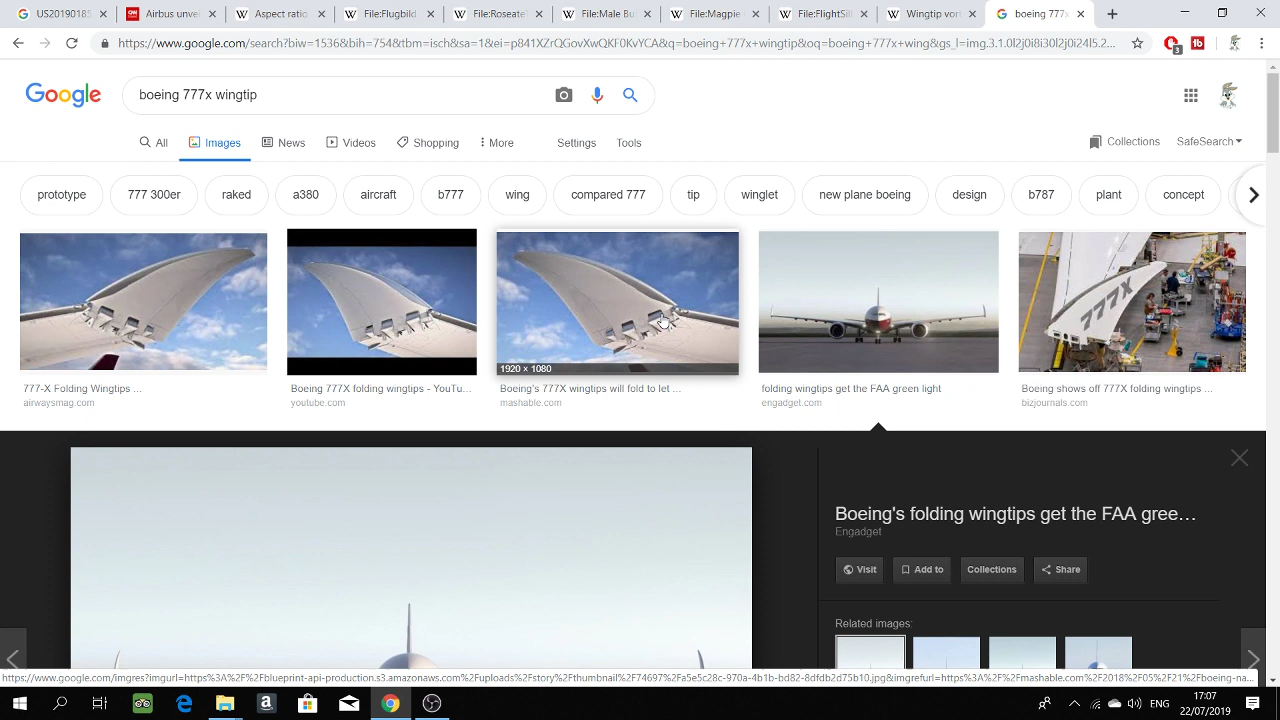 US20190185
Airbus unvei
Aspect ratio
File:Flugbild
File:Roseate
File:Male Bu
File:Magpie
File:FlightSill
Wingtip vort
boeing 777x
https://www.google.com/search?biw=1536&bih=754&tbm=isch&sa=1&ei=p841XZrQGovXwQKF0KvYCA&q=boeing+777x+wingtip&oq=boeing+777x+wing&gs_l=img.3.1.0l2j0i8i30l2j0i24l5.2...
3
Google
boeing 777x wingtip
All Images News Videos Shopping More Settings Tools
Collections SafeSearch
prototype 777 300er raked a380 aircraft b777 wing compared 777 tip winglet new plane boeing design b787 plant concept
777X
1920 × 1080
777-X Folding Wingtips ...
airwaysmag.com
Boeing 777X folding wingtips - YouTu...
youtube.com
Boeing's 777X wingtips will fold to let ...
mashable.com
folding wingtips get the FAA green light
engadget.com
Boeing shows off 777X folding wingtips ...
bizjournals.com
Boeing's folding wingtips get the FAA gree...
Engadget
Visit Add to Collections Share
Related images:
ENG
17:07
22/07/2019